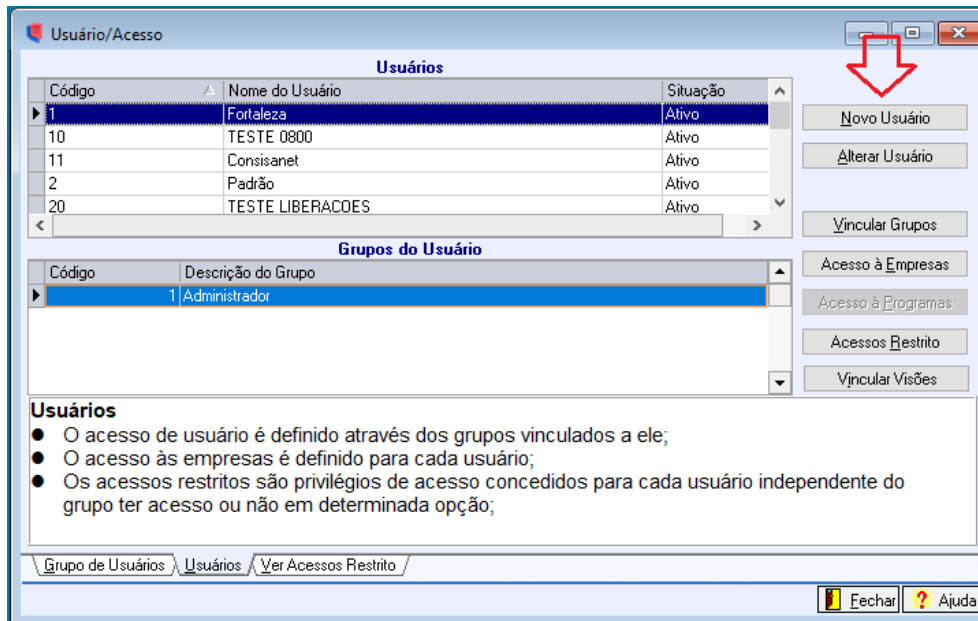 Usuário/Acesso
Usuários
Código Nome do Usuário Situação
1 Fortaleza Ativo
10 TESTE 0800 Ativo
11 Consisanet Ativo
2 Padrão Ativo
20 TESTE LIBERACOES Ativo
Novo Usuário
Alterar Usuário
Vincular Grupos
Acesso à Empresas
Acesso à Programas
Acessos Restrito
Vincular Visões
Grupos do Usuário
Código Descrição do Grupo
1 Administrador
Usuários
● O acesso de usuário é definido através dos grupos vinculados a ele;
● O acesso às empresas é definido para cada usuário;
● Os acessos restritos são privilégios de acesso concedidos para cada usuário independente do
grupo ter acesso ou não em determinada opção;
Grupo de Usuários Usuários Ver Acessos Restrito
Fechar ? Ajuda